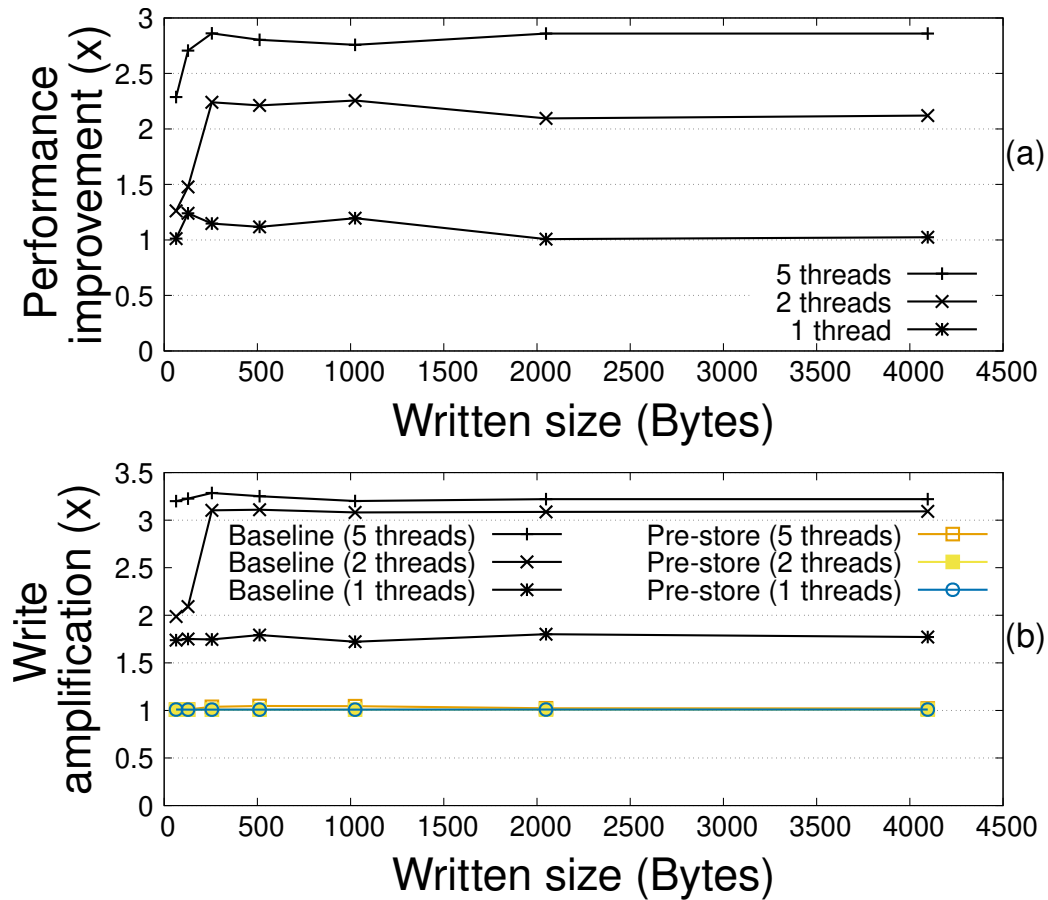 Performance
improvement (x)
3
2.5
2
1.5
1
0.5
0
5 threads
2 threads
1 thread
(a)
0 500 1000 1500 2000 2500 3000 3500 4000 4500
Written size (Bytes)
Write
amplification (x)
3.5
3
2.5
2
1.5
1
0.5
0
Baseline (5 threads)
Baseline (2 threads)
Baseline (1 threads)
Pre-store (5 threads)
Pre-store (2 threads)
Pre-store (1 threads)
(b)
0 500 1000 1500 2000 2500 3000 3500 4000 4500
Written size (Bytes)